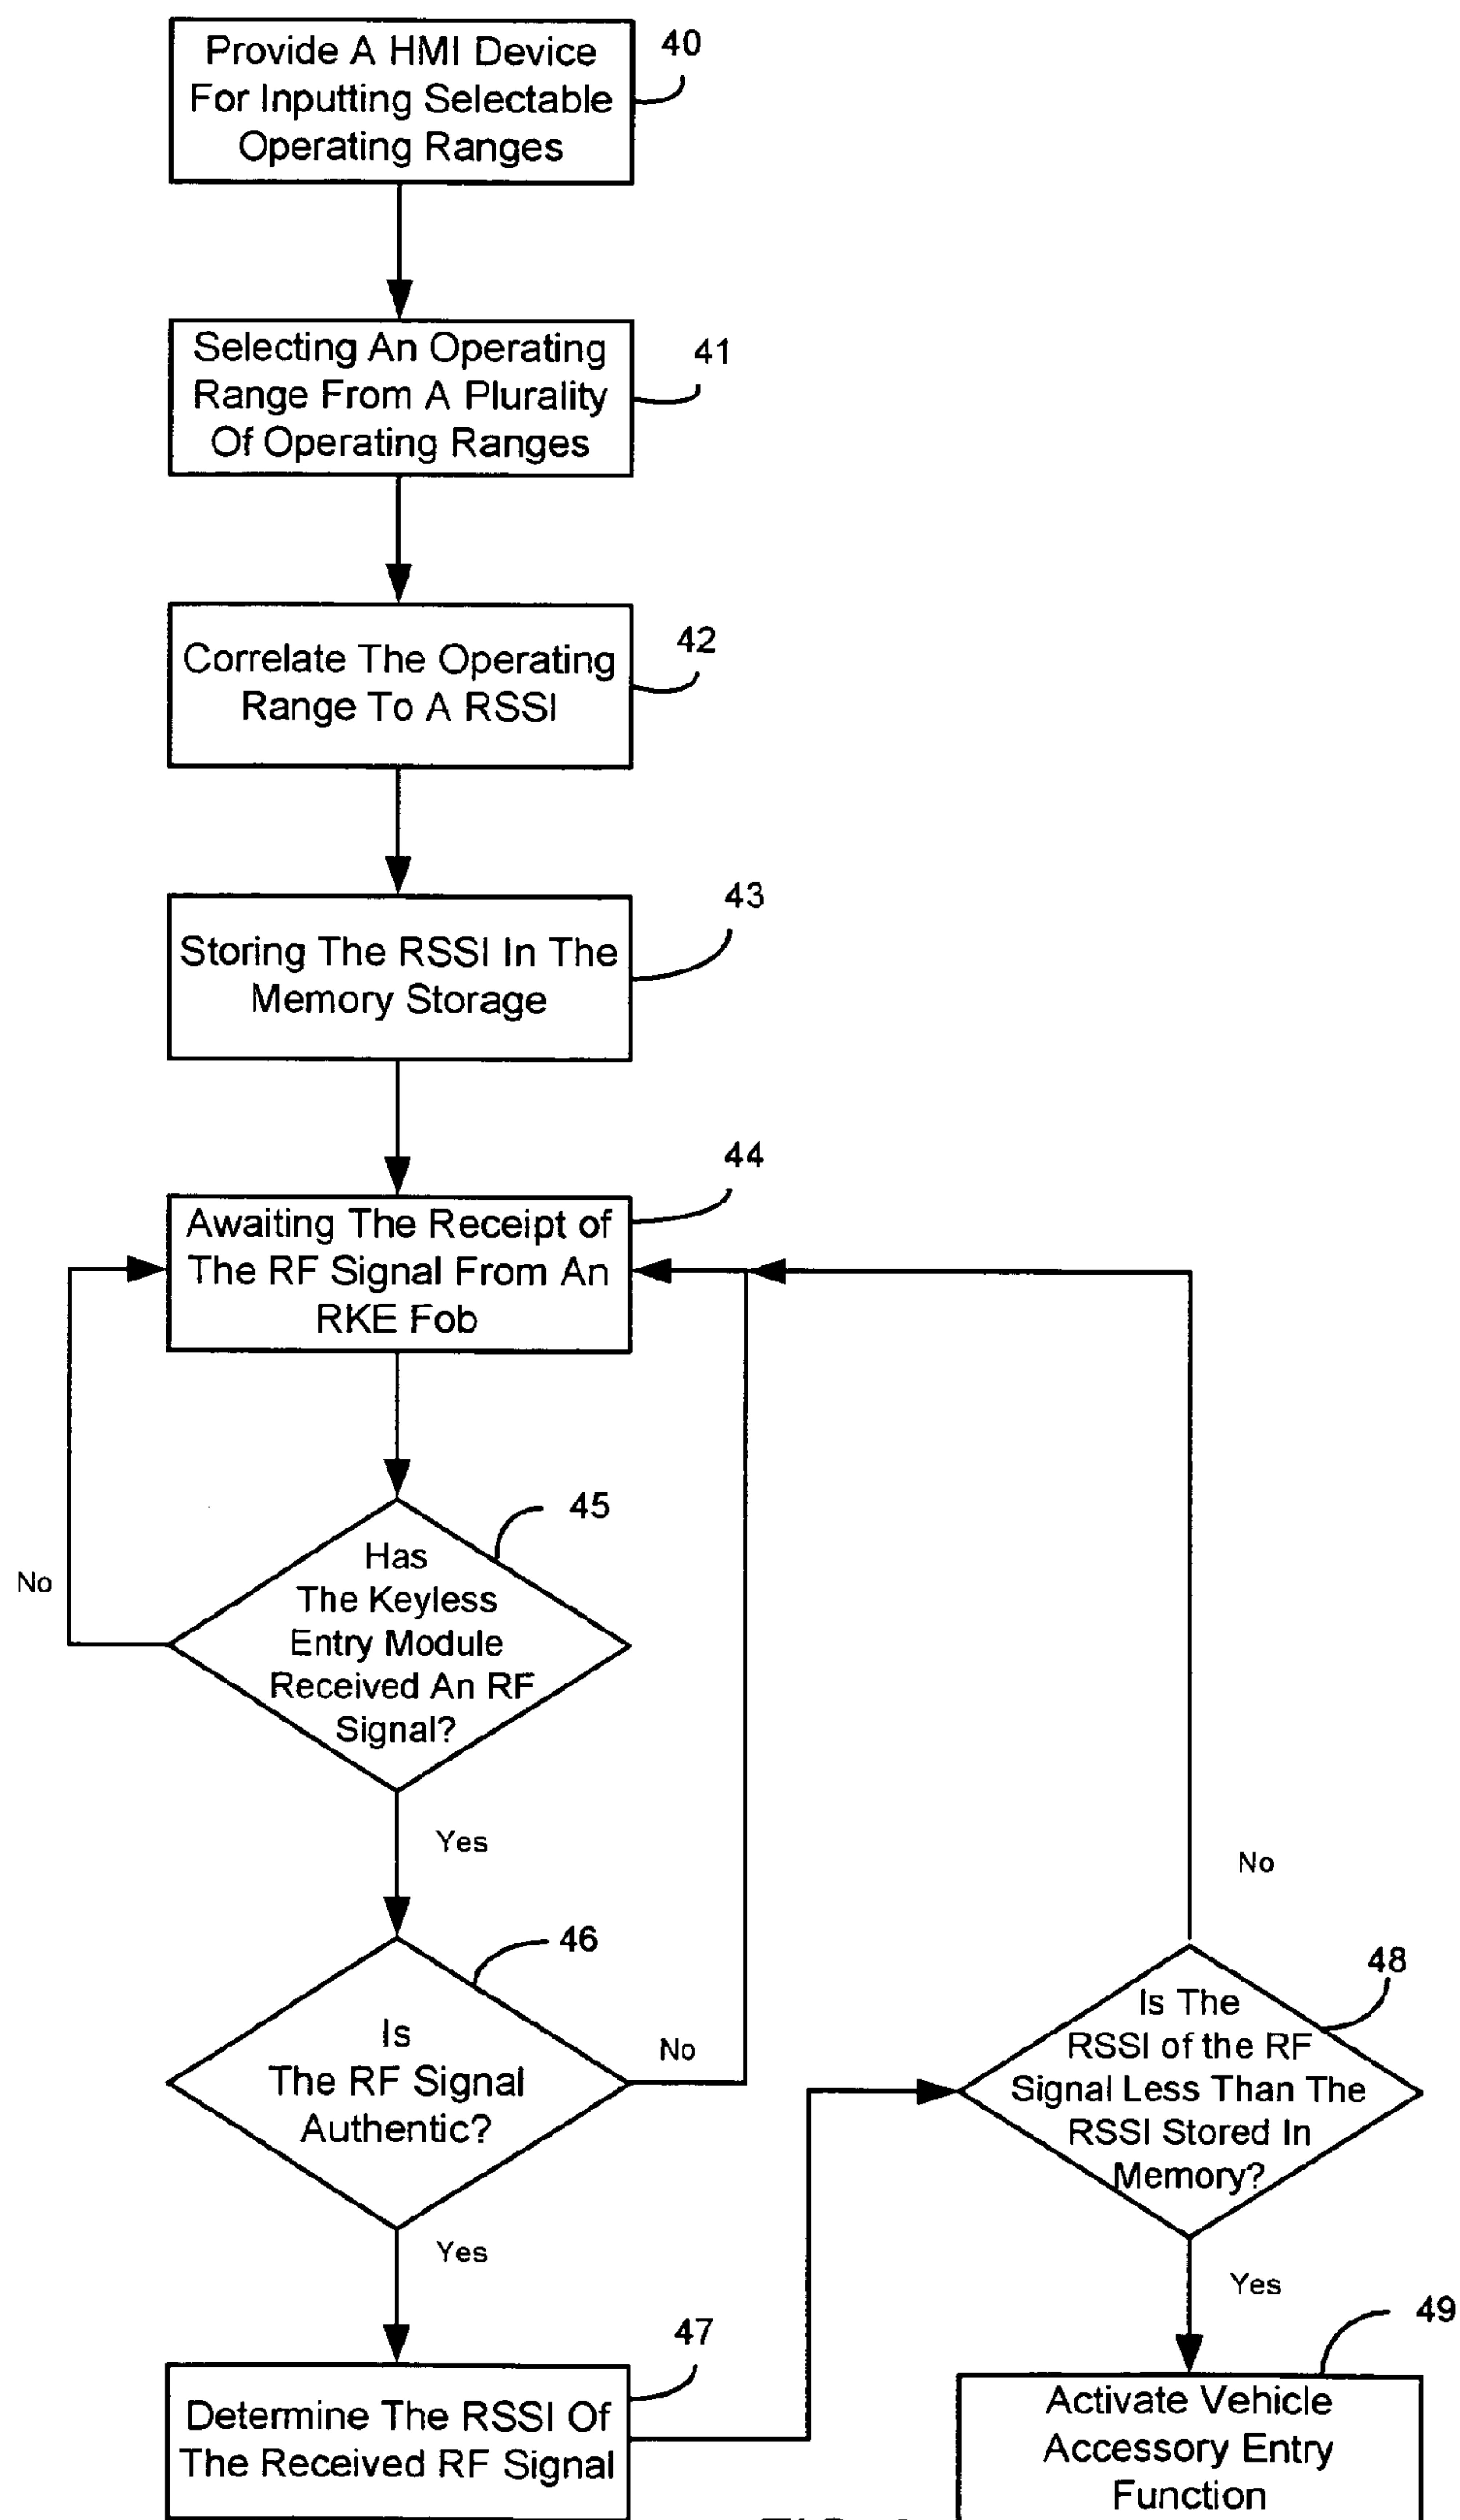 Provide A HMI Device
For Inputting Selectable
Operating Ranges
40
Selecting An Operating
Range From A Plurality
Of Operating Ranges
41
Correlate The Operating
Range To A RSSI
42
Storing The RSSI In The
Memory Storage
43
Awaiting The Receipt of
The RF Signal From An
RKE Fob
44
Has
The Keyless
Entry Module
Received An RF
Signal?
45
No
Yes
Is
The RF Signal
Authentic?
46
No
Yes
Determine The RSSI Of
The Received RF Signal
47
Is The
RSSI of the RF
Signal Less Than The
RSSI Stored In
Memory?
48
No
Yes
Activate Vehicle
Accessory Entry
Function
49